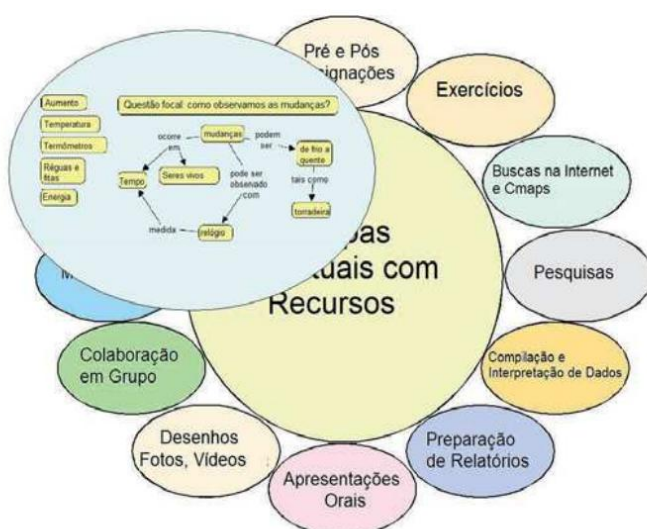 Pré e Pós
Exercícios
Buscas na Internet
e Cmaps
Pesquisas
Compilação e
Interpretação de Dados
Preparação
de Relatórios
Apresentações
Orais
Desenhos
Fotos, Vídeos
Colaboração
em Grupo
com
Recursos
Questão focal: como observamos as mudanças?
Aumento
Temperatura
Termômetros
Réguas e
fitas
Energia
mudanças
ocorre
em
podem
ser
de frio a
quente
Tempo
Seres vivos
pode ser
observado
com
tais como
torradeira
medida
relógio